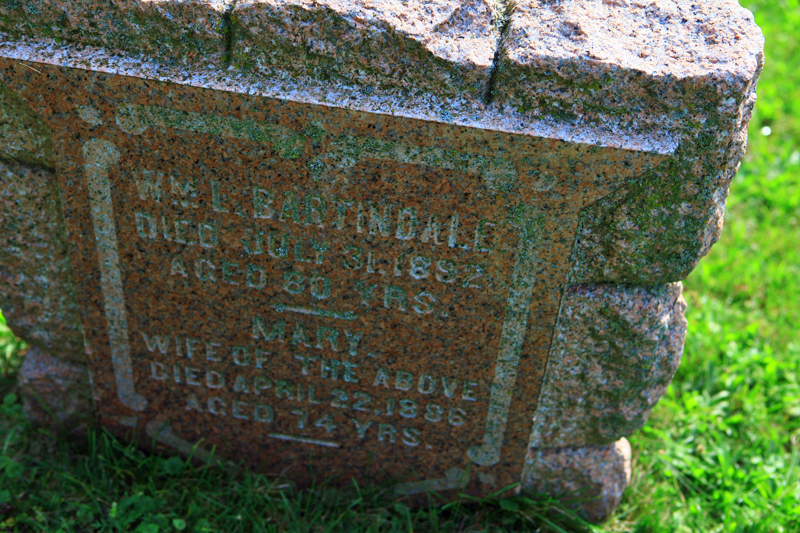 WM L. BARTINDALE
DIED JULY 31, 1892
AGED 80 YRS.
MARY,
WIFE OF THE ABOVE
DIED APRIL 22, 1886
AGED 74 YRS.